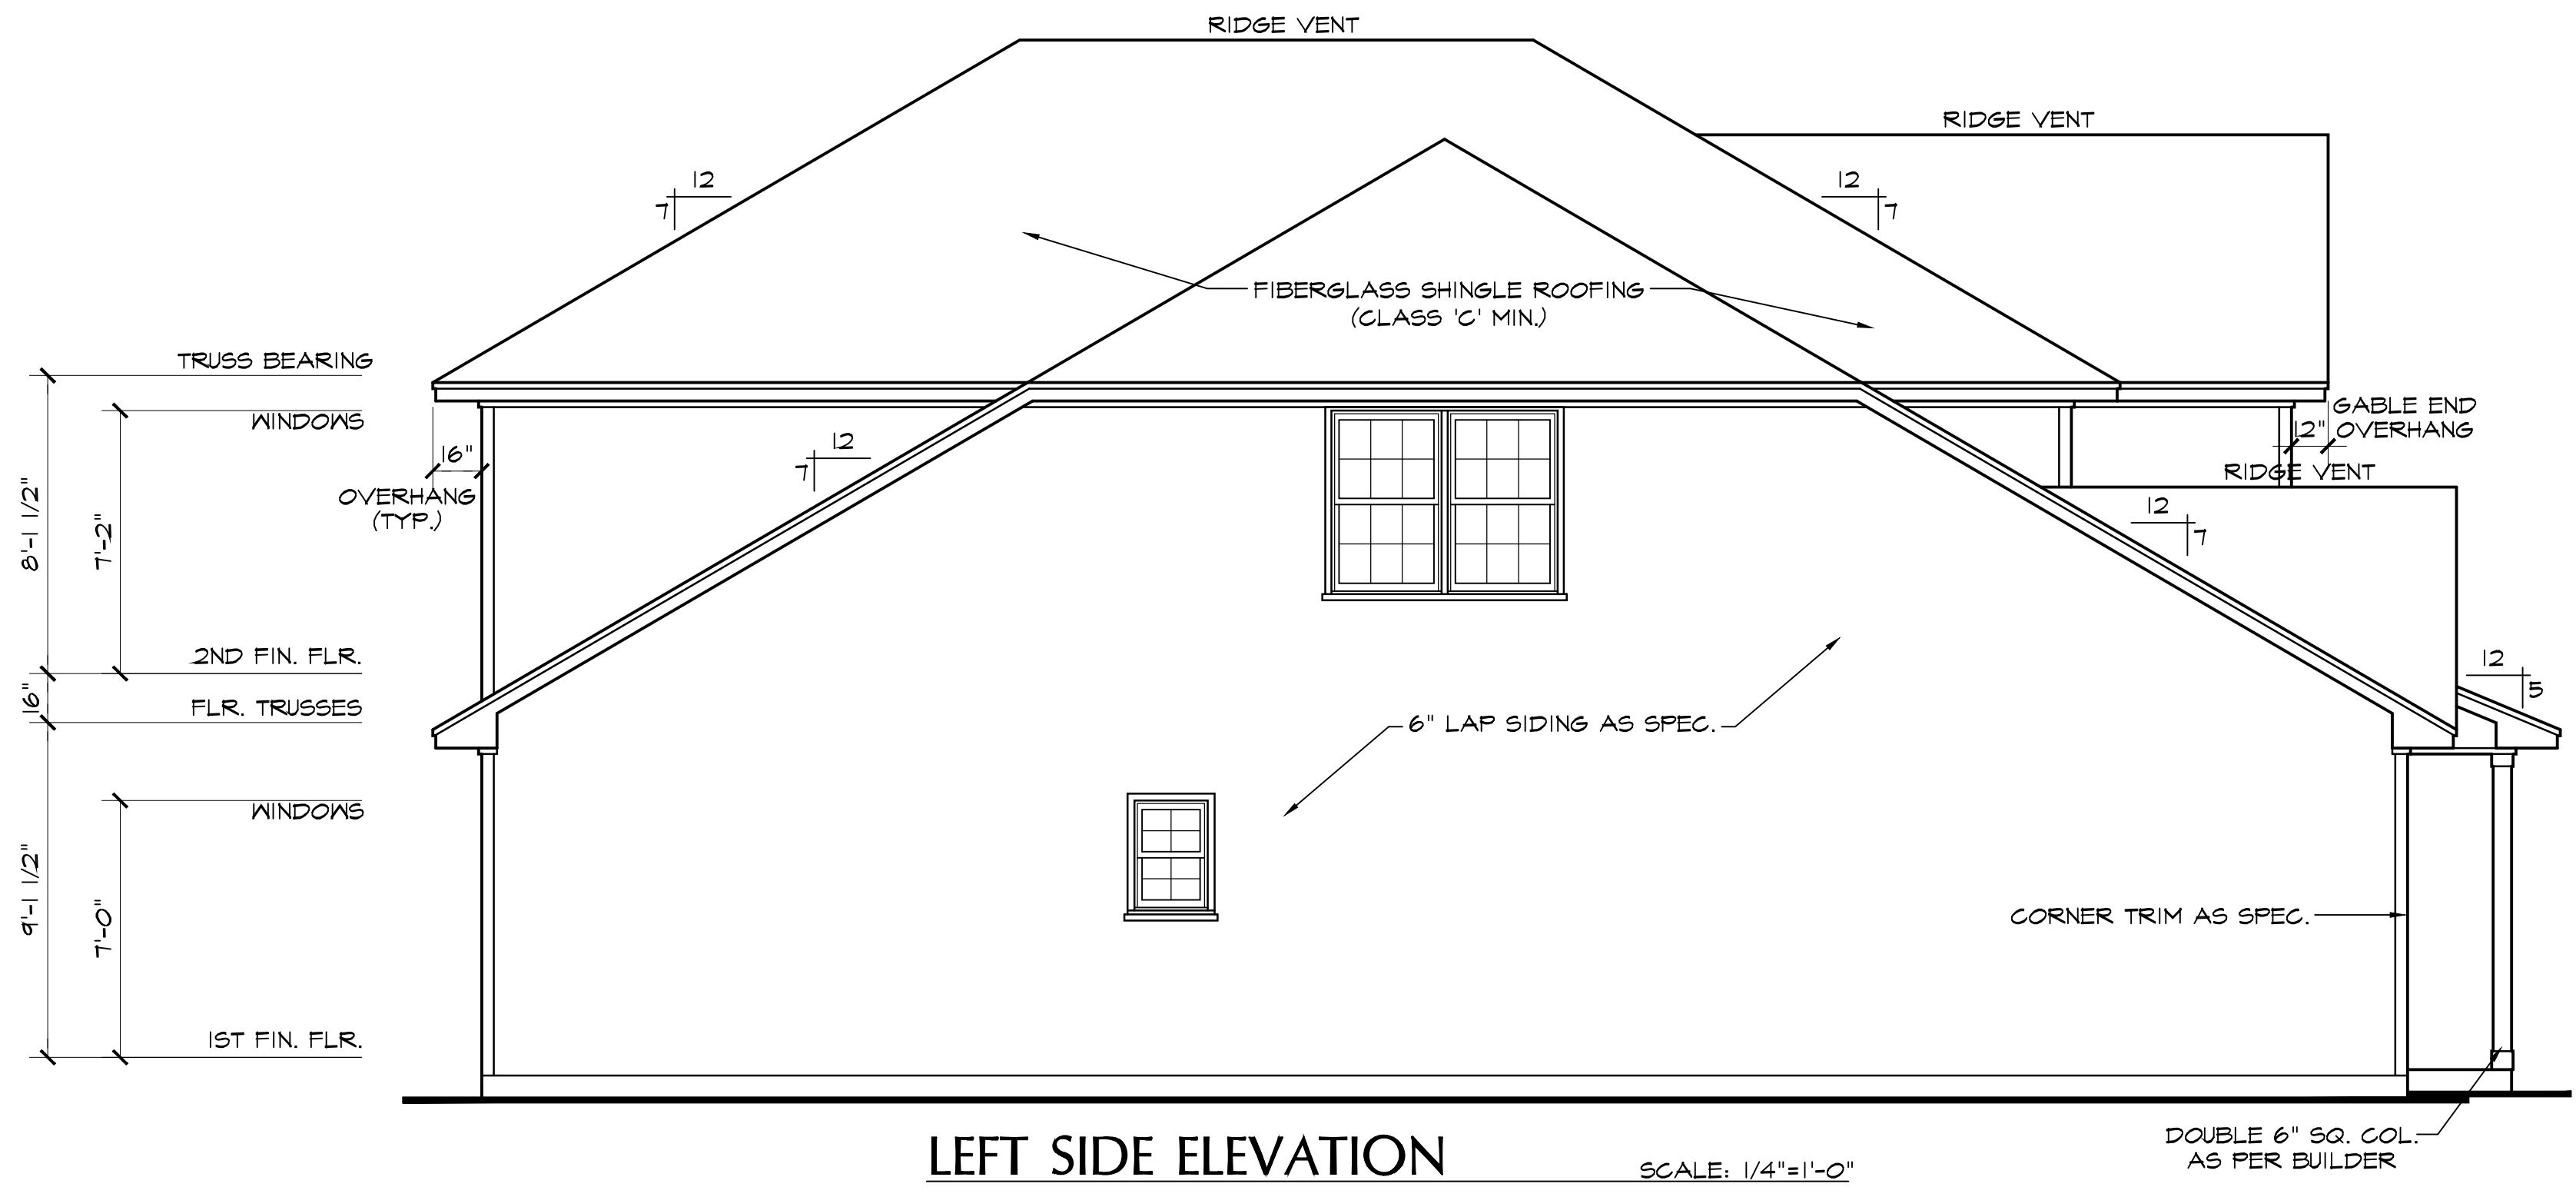 RIDGE VENT
RIDGE VENT
12
7
12
7
FIBERGLASS SHINGLE ROOFING
(CLASS 'C' MIN.)
TRUSS BEARING
WINDOWS
GABLE END
12" OVERHANG
12
7
16"
OVERHANG
(TYP.)
RIDGE VENT
12
7
8'-1 1/2"
7'-2"
2ND FIN. FLR.
12
5
16"
FLR. TRUSSES
6" LAP SIDING AS SPEC.
WINDOWS
9'-1 1/2"
7'-0"
CORNER TRIM AS SPEC.
1ST FIN. FLR.
DOUBLE 6" SQ. COL.
AS PER BUILDER
LEFT SIDE ELEVATION
SCALE: 1/4"=1'-0"